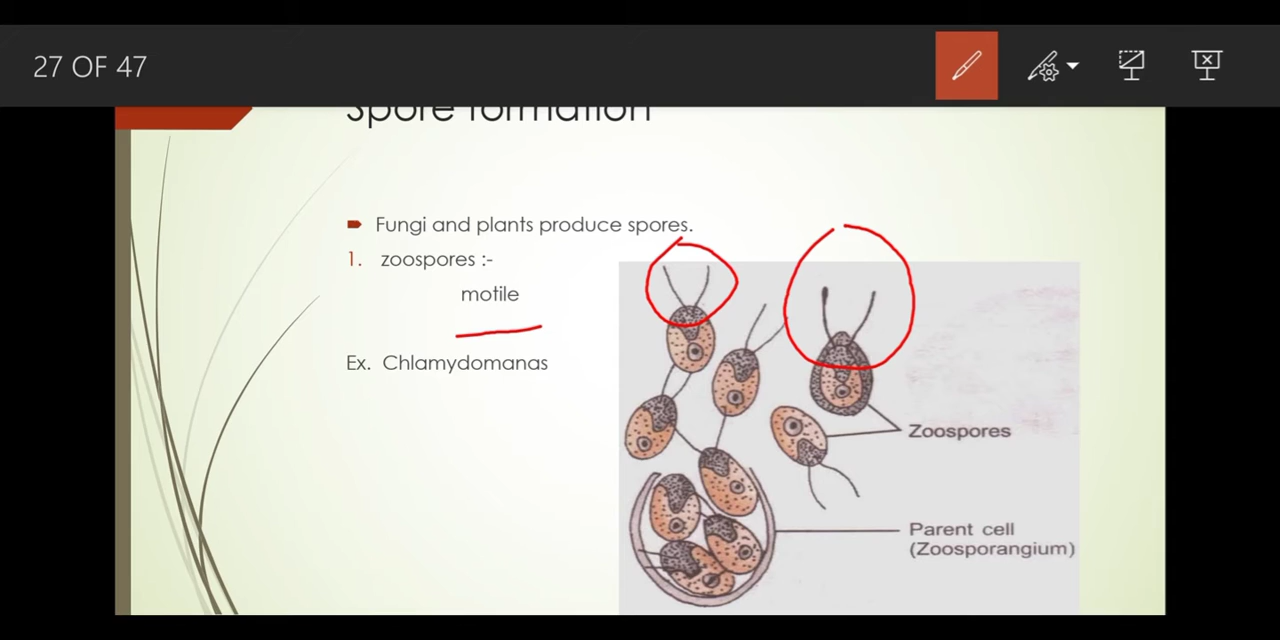 27 OF 47
Spore formation
Fungi and plants produce spores.
1. zoospores :-
motile
Ex. Chlamydomanas
Zoospores
Parent cell
(Zoosporangium)